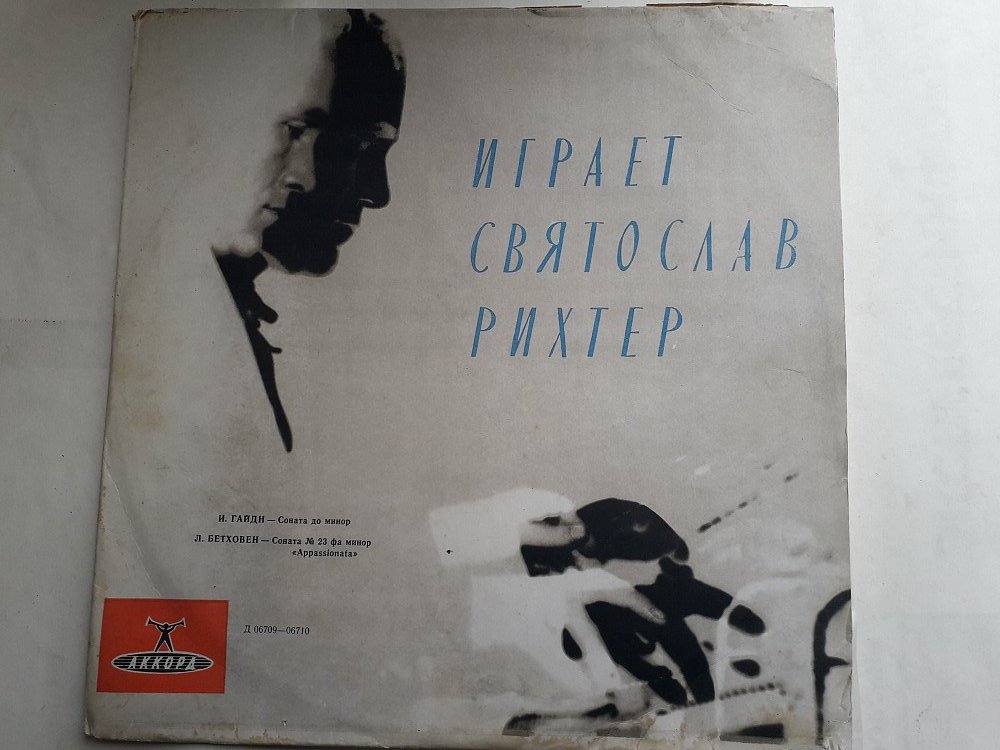 ИГРАЕТ
СВЯТОСЛАВ
РИХТЕР
И. ГАЙДН — Соната до минор
Л. БЕТХОВЕН — Соната № 23 фа минор
«Appassionata»
Д 06709—06710
АККОРД